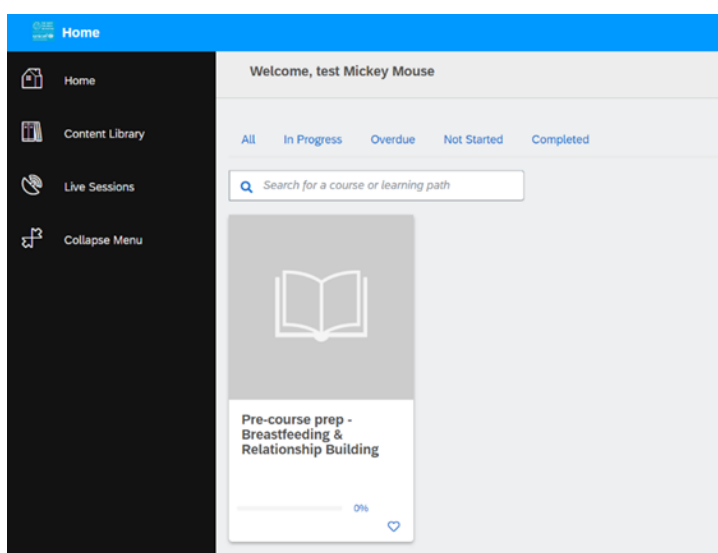 Home
Home
Content Library
Live Sessions
Collapse Menu
Welcome, test Mickey Mouse
All In Progress Overdue Not Started Completed
Search for a course or learning path
Pre-course prep -
Breastfeeding &
Relationship Building
0%